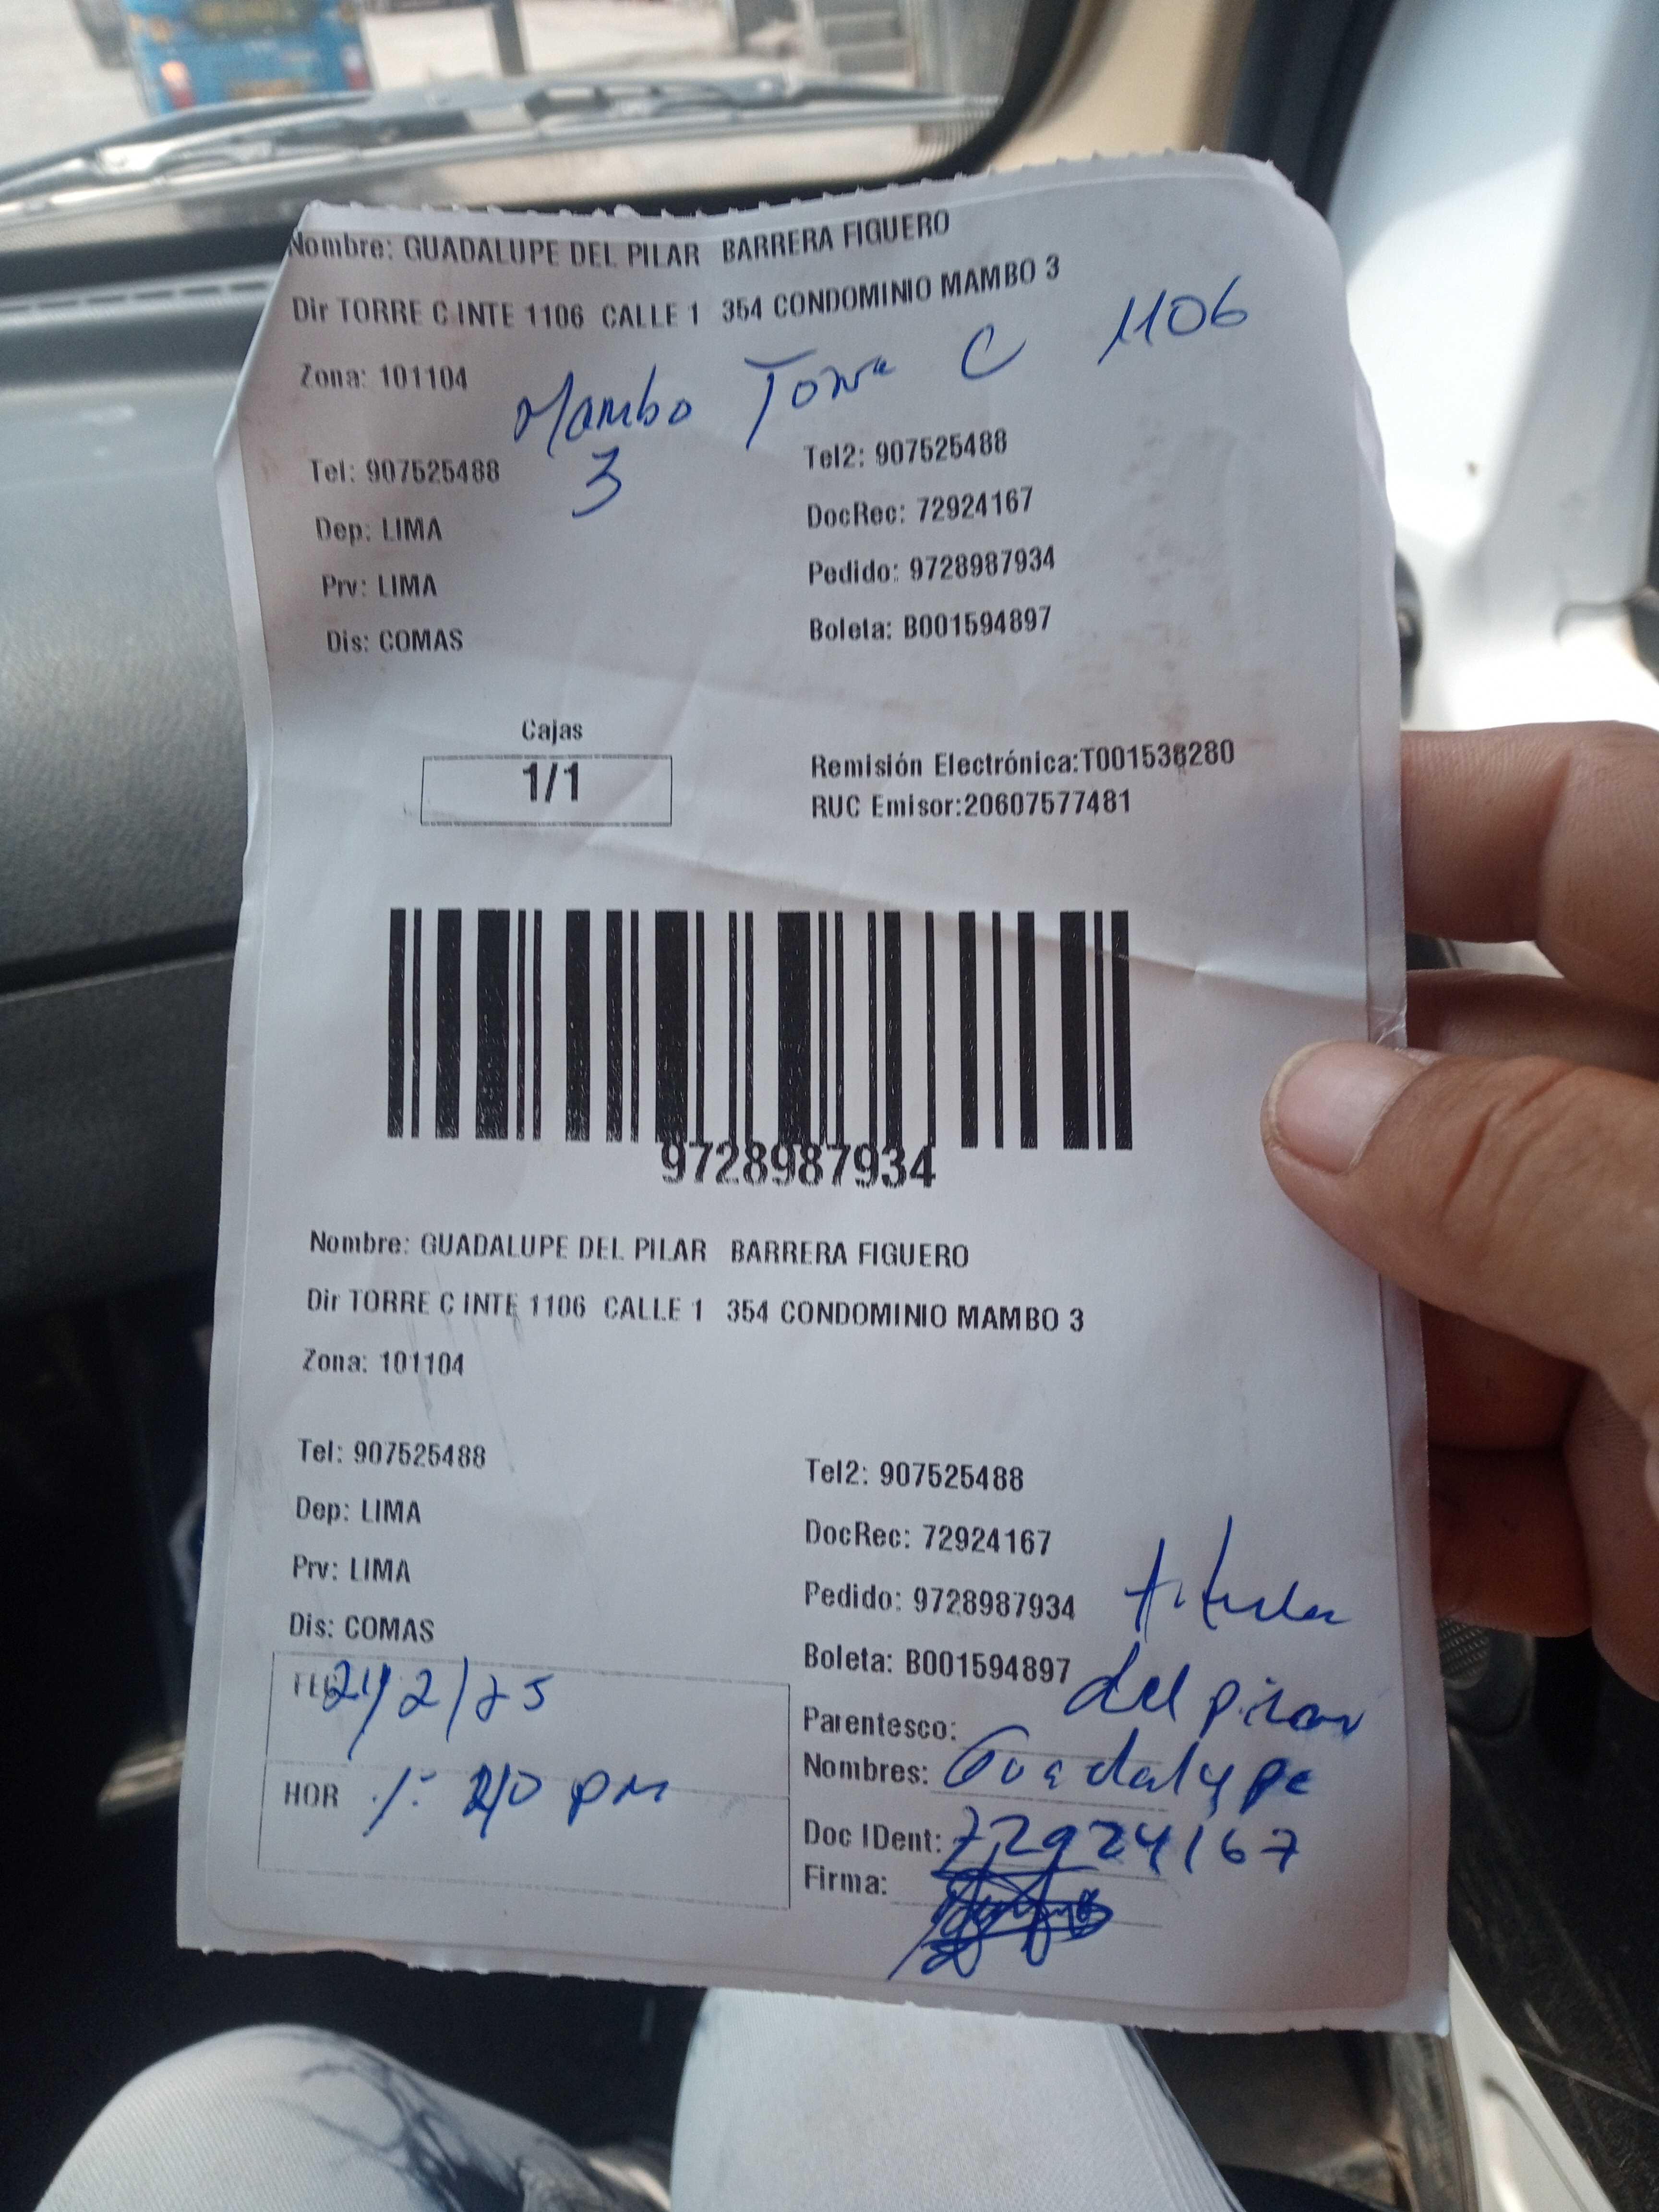 Nombre: GUADALUPE DEL PILAR BARRERA FIGUERO
Dir TORRE C INTE 1106 CALLE 1 354 CONDOMINIO MAMBO 3
Zona: 101104
Mambo Torre C 1106
3
Tel: 907525488 Tel2: 907525488
Dep: LIMA DocRec: 72924167
Prv: LIMA Pedido: 9728987934
Dis: COMAS Boleta: B001594897
Cajas
1/1
Remisión Electrónica:T001538280
RUC Emisor:20607577481
9728987934
Nombre: GUADALUPE DEL PILAR BARRERA FIGUERO
Dir TORRE C INTE 1106 CALLE 1 354 CONDOMINIO MAMBO 3
Zona: 101104
Tel: 907525488 Tel2: 907525488
Dep: LIMA DocRec: 72924167
Prv: LIMA Pedido: 9728987934 titular
Dis: COMAS Boleta: B001594897
21/2/25 Parentesco: del pilar
Nombres: Guadalupe
HOR pm Doc IDent: 72924167
Firma: